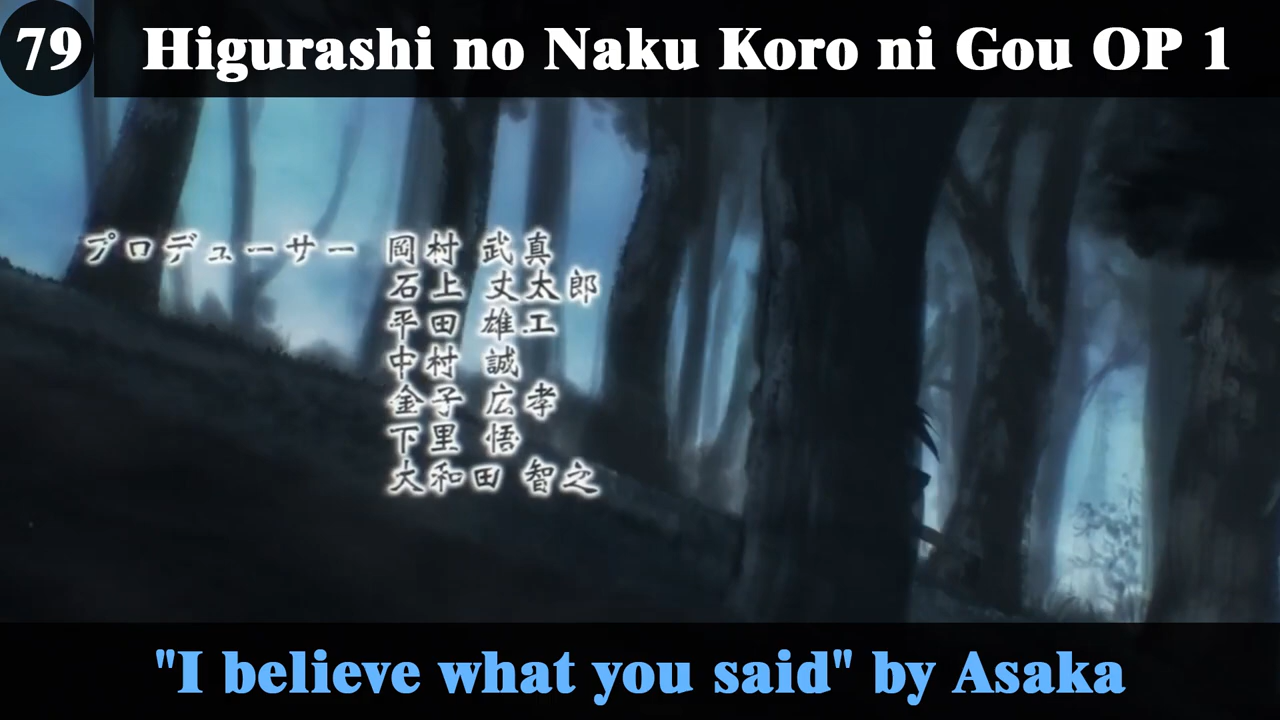 79
Higurashi no Naku Koro ni Gou OP 1
プロデューサー 岡村 武真
石上 丈太郎
平田 雄工
中村 誠
金子 広孝
下里 悟
大和田 智之
"I believe what you said" by Asaka